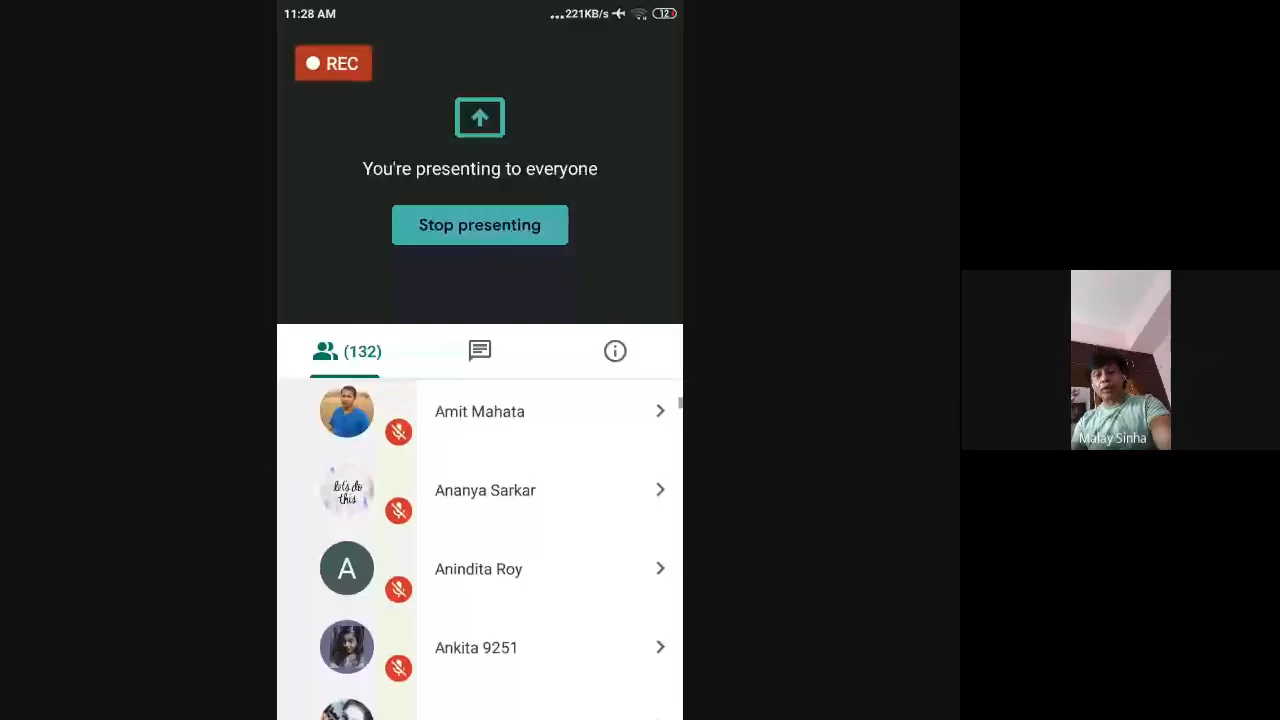 11:28 AM
...221KB/s
12
REC
You're presenting to everyone
Stop presenting
(132)
Amit Mahata
let's do
this
Ananya Sarkar
A
Anindita Roy
Ankita 9251
Malay Sinha